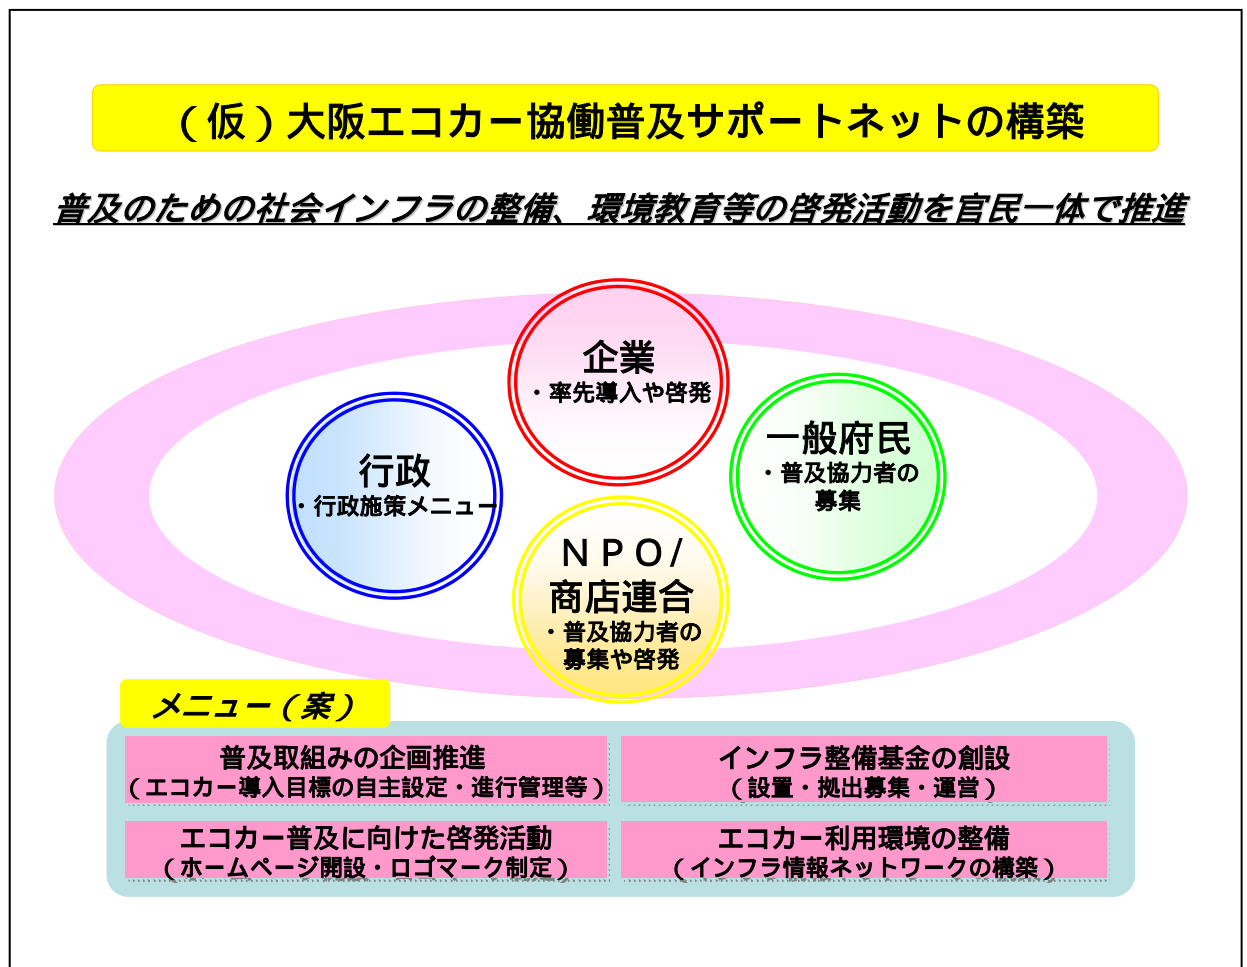 （仮）大阪エコカー協働普及サポートネットの構築
普及のための社会インフラの整備、環境教育等の啓発活動を官民一体で推進
企業
・率先導入や啓発
一般府民
・普及協力者の
募集
行政
・行政施策メニュー
ＮＰＯ/
商店連合
・普及協力者の
募集や啓発
メニュー（案）
普及取組みの企画推進
（エコカー導入目標の自主設定・進行管理等）
インフラ整備基金の創設
（設置・拠出募集・運営）
エコカー普及に向けた啓発活動
（ホームページ開設・ロゴマーク制定）
エコカー利用環境の整備
（インフラ情報ネットワークの構築）